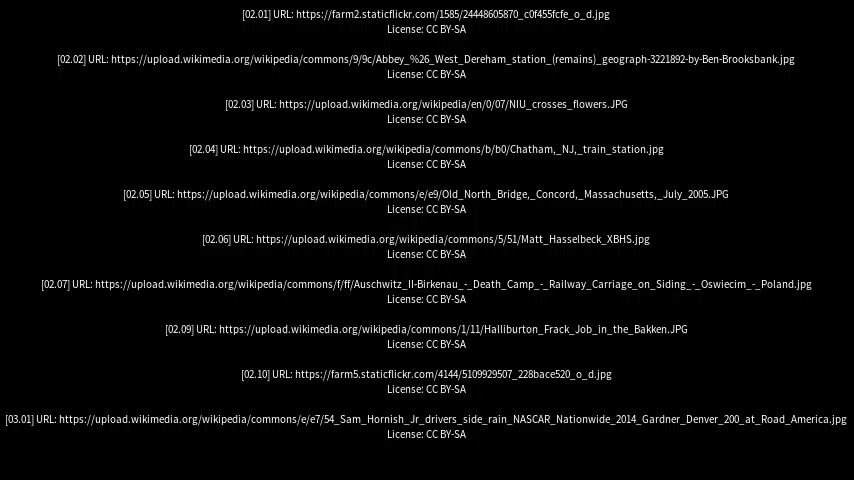 [02.01] URL: https://farm2.staticflickr.com/1585/24448605870_c0f455fcfe_o_d.jpg
License: CC BY-SA
[02.02] URL: https://upload.wikimedia.org/wikipedia/commons/9/9c/Abbey_%26_West_Dereham_station_(remains)_geograph-3221892-by-Ben-Brooksbank.jpg
License: CC BY-SA
[02.03] URL: https://upload.wikimedia.org/wikipedia/en/0/07/NIU_crosses_flowers.JPG
License: CC BY-SA
[02.04] URL: https://upload.wikimedia.org/wikipedia/commons/b/b0/Chatham,_NJ,_train_station.jpg
License: CC BY-SA
[02.05] URL: https://upload.wikimedia.org/wikipedia/commons/e/e9/Old_North_Bridge,_Concord,_Massachusetts,_July_2005.JPG
License: CC BY-SA
[02.06] URL: https://upload.wikimedia.org/wikipedia/commons/5/51/Matt_Hasselbeck_XBHS.jpg
License: CC BY-SA
[02.07] URL: https://upload.wikimedia.org/wikipedia/commons/f/ff/Auschwitz_II-Birkenau_-_Death_Camp_-_Railway_Carriage_on_Siding_-_Oswiecim_-_Poland.jpg
License: CC BY-SA
[02.09] URL: https://upload.wikimedia.org/wikipedia/commons/1/11/Halliburton_Frack_Job_in_the_Bakken.JPG
License: CC BY-SA
[02.10] URL: https://farm5.staticflickr.com/4144/5109929507_228bace520_o_d.jpg
License: CC BY-SA
[03.01] URL: https://upload.wikimedia.org/wikipedia/commons/e/e7/54_Sam_Hornish_Jr_drivers_side_rain_NASCAR_Nationwide_2014_Gardner_Denver_200_at_Road_America.jpg
License: CC BY-SA